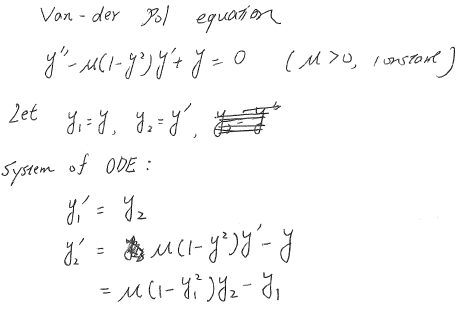 Van-der Pol equation
y'' - μ(1-y²)y' + y = 0 (μ>0, constant)
Let y₁=y, y₂=y',
System of ODE:
y₁' = y₂
y₂' = μ(1-y²)y' - y
= μ(1-y₁²)y₂ - y₁